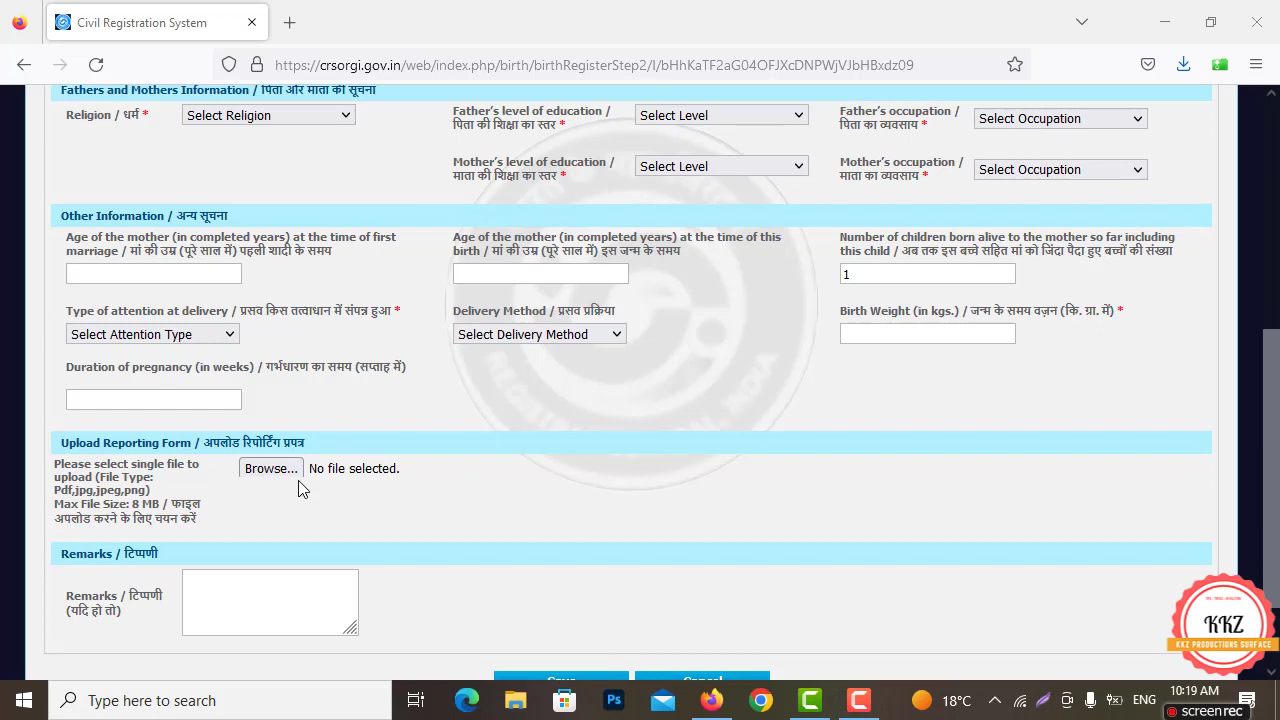 Civil Registration System
https://crsorgi.gov.in/web/index.php/birth/birthRegisterStep2/I/bHhKaTF2aG04OFJXcDNPWjVJbHBxdz09
Fathers and Mothers Information / पिता और माता की सूचना
Religion / धर्म *
Select Religion
Father's level of education /
पिता की शिक्षा का स्तर *
Select Level
Father's occupation /
पिता का व्यवसाय *
Select Occupation
Mother's level of education /
माता की शिक्षा का स्तर *
Select Level
Mother's occupation /
माता का व्यवसाय *
Select Occupation
Other Information / अन्य सूचना
Age of the mother (in completed years) at the time of first
marriage / मां की उम्र (पूरे साल में) पहली शादी के समय
Age of the mother (in completed years) at the time of this
birth / मां की उम्र (पूरे साल में) इस जन्म के समय
Number of children born alive to the mother so far including
this child / अब तक इस बच्चे सहित मां को जिंदा पैदा हुए बच्चों की संख्या
1
Type of attention at delivery / प्रसव किस तत्वाधान में संपन्न हुआ *
Select Attention Type
Delivery Method / प्रसव प्रक्रिया
Select Delivery Method
Birth Weight (in kgs.) / जन्म के समय वज़न (कि. ग्रा. में) *
Duration of pregnancy (in weeks) / गर्भधारण का समय (सप्ताह में)
Upload Reporting Form / अपलोड रिपोर्टिंग प्रपत्र
Please select single file to
upload (File Type:
Pdf,jpg,jpeg,png)
Max File Size: 8 MB / फाइल
अपलोड करने के लिए चयन करें
Browse... No file selected.
Remarks / टिप्पणी
Remarks / टिप्पणी
(यदि हो तो)
Save
Cancel
KKZ
KKZ PRODUCTIONS SURFACE
Type here to search
Ps
18°C
ENG
10:19 AM
screenrec